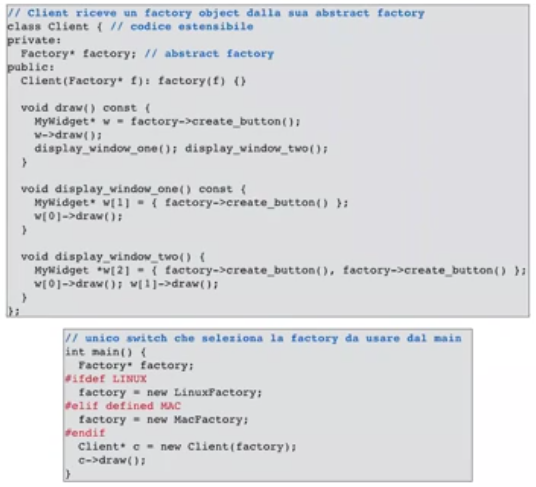 // Client riceve un factory object dalla sua abstract factory
class Client { // codice estensibile
private:
  Factory* factory; // abstract factory
public:
  Client(Factory* f): factory(f) {}
  void draw() const {
    MyWidget* w = factory->create_button();
    w->draw();
    display_window_one(); display_window_two();
  }
  void display_window_one() const {
    MyWidget* w[1] = { factory->create_button() };
    w[0]->draw();
  }
  void display_window_two() {
    MyWidget *w[2] = { factory->create_button(), factory->create_button() };
    w[0]->draw(); w[1]->draw();
  }
};
// unico switch che seleziona la factory da usare dal main
int main() {
  Factory* factory;
#ifdef LINUX
  factory = new LinuxFactory;
#elif defined MAC
  factory = new MacFactory;
#endif
  Client* c = new Client(factory);
  c->draw();
}